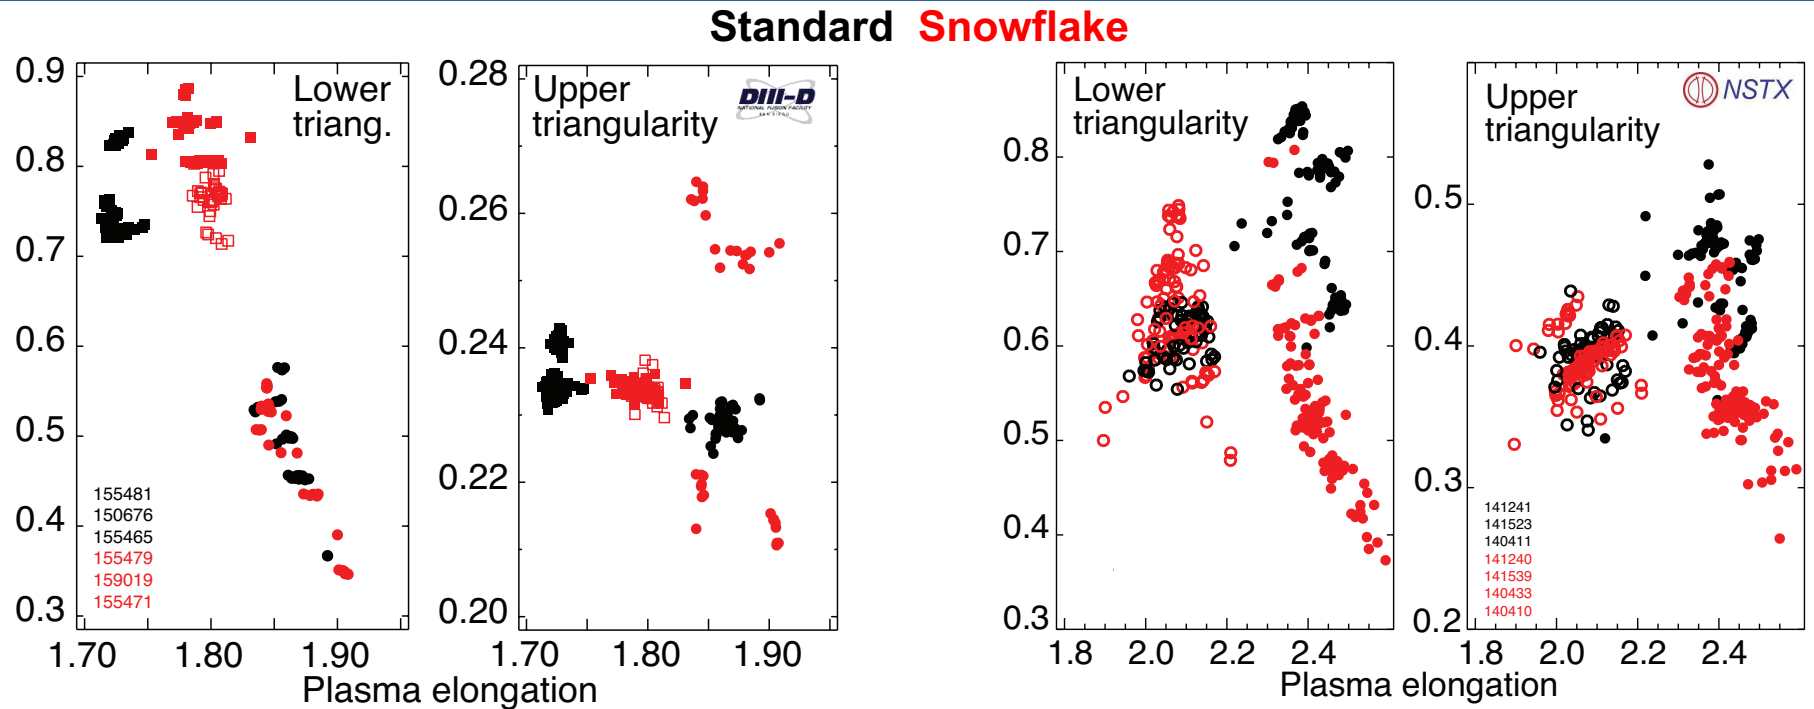 Standard Snowflake
Lower
triang.
0.9
0.8
0.7
0.6
0.5
0.4
0.3
155481
150676
155465
155479
159019
155471
1.70 1.80 1.90
Upper
triangularity
DIII-D
NATIONAL FUSION FACILITY
SAN DIEGO
0.28
0.26
0.24
0.22
0.20
1.70 1.80 1.90
Plasma elongation
Lower
triangularity
0.8
0.7
0.6
0.5
0.4
0.3
1.8 2.0 2.2 2.4
Upper
triangularity
NSTX
0.5
0.4
0.3
0.2
141241
141523
140411
141240
141539
140433
140410
1.8 2.0 2.2 2.4
Plasma elongation